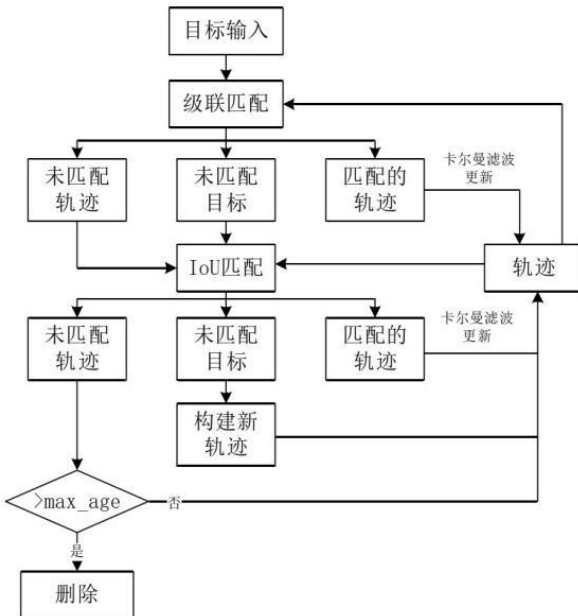 目标输入
级联匹配
未匹配
轨迹
未匹配
目标
匹配的
轨迹
卡尔曼滤波
更新
IoU匹配
轨迹
未匹配
轨迹
未匹配
目标
匹配的
轨迹
卡尔曼滤波
更新
构建新
轨迹
>max_age
否
是
删除